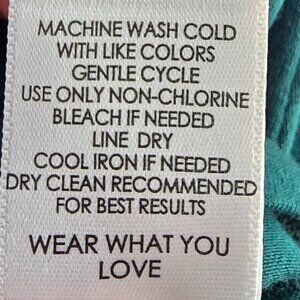 MACHINE WASH COLD
WITH LIKE COLORS
GENTLE CYCLE
USE ONLY NON-CHLORINE
BLEACH IF NEEDED
LINE DRY
COOL IRON IF NEEDED
DRY CLEAN RECOMMENDED
FOR BEST RESULTS
WEAR WHAT YOU
LOVE